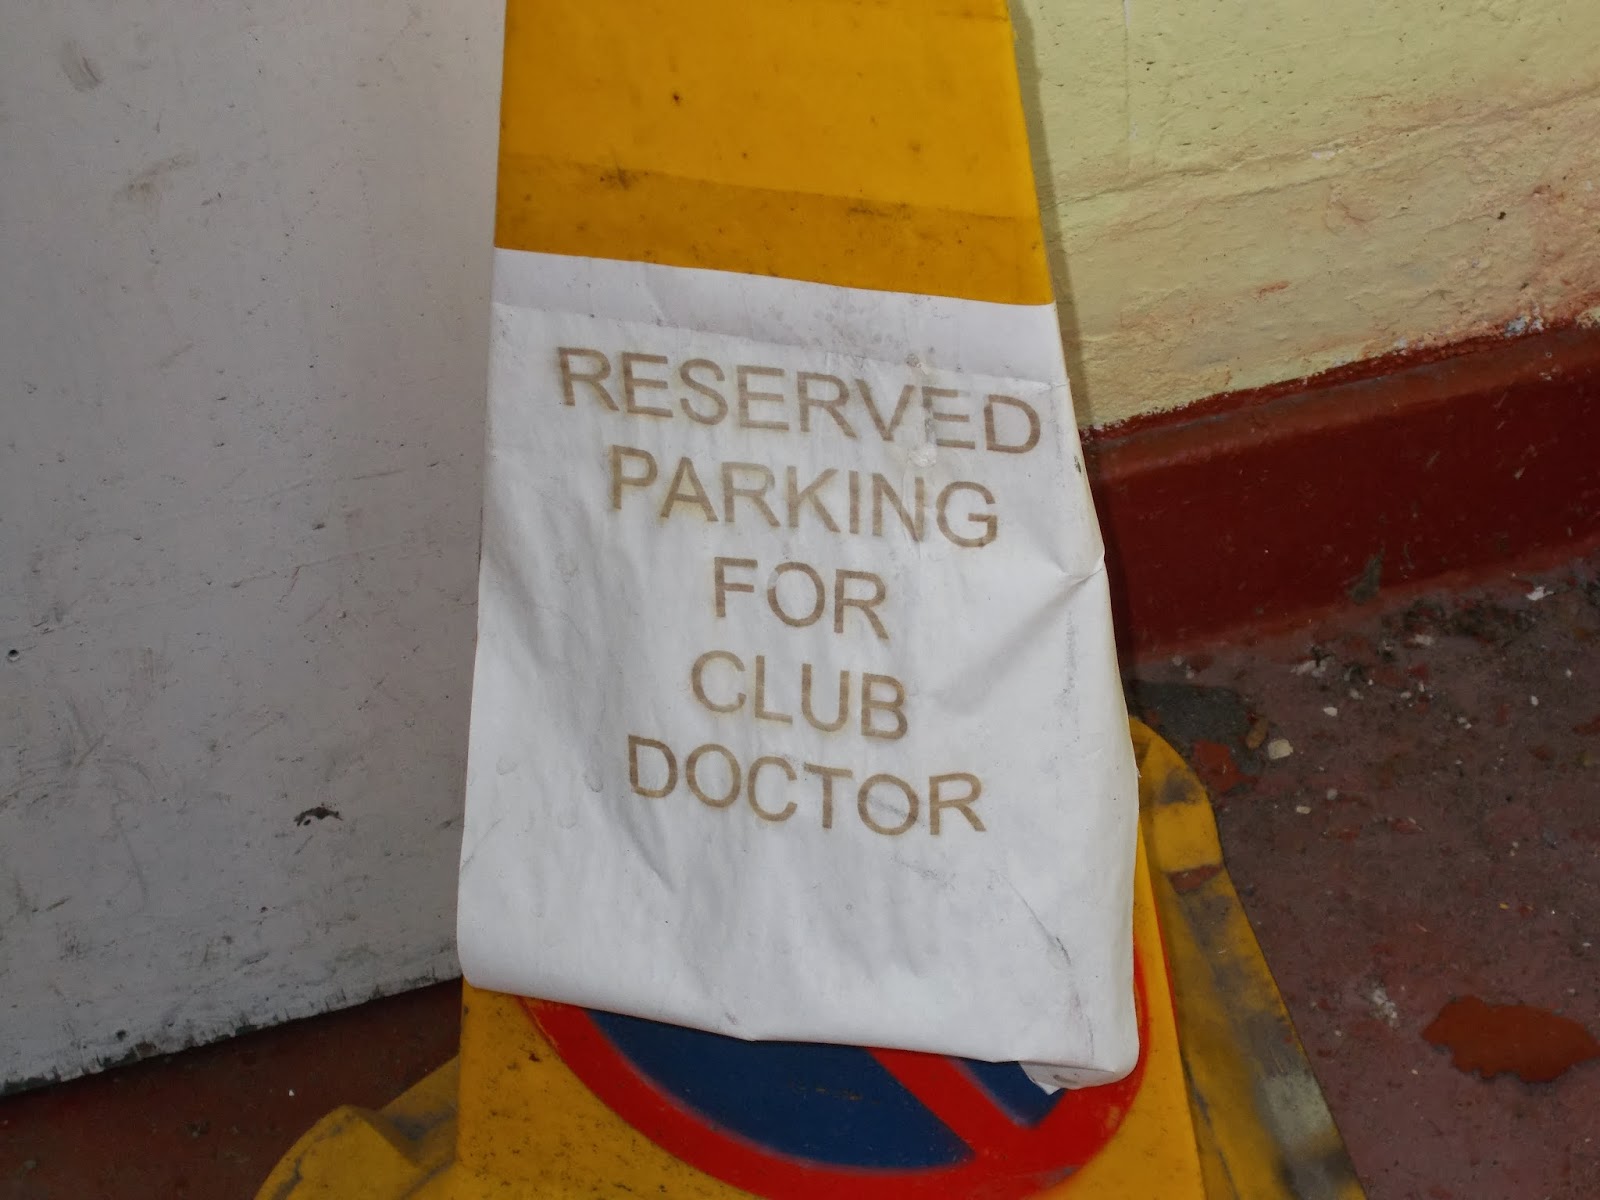 RESERVED
PARKING
FOR
CLUB
DOCTOR